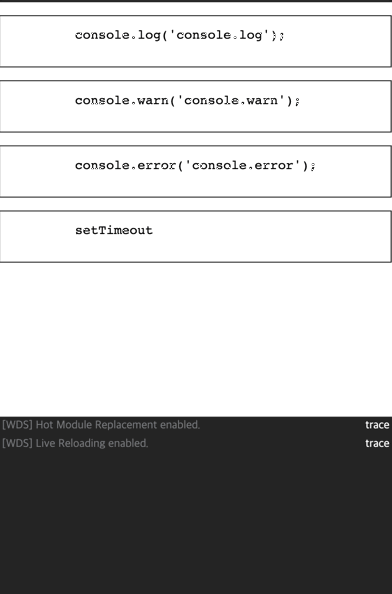 console.log('console.log');
console.warn('console.warn');
console.error('console.error');
setTimeout
[WDS] Hot Module Replacement enabled. trace
[WDS] Live Reloading enabled. trace